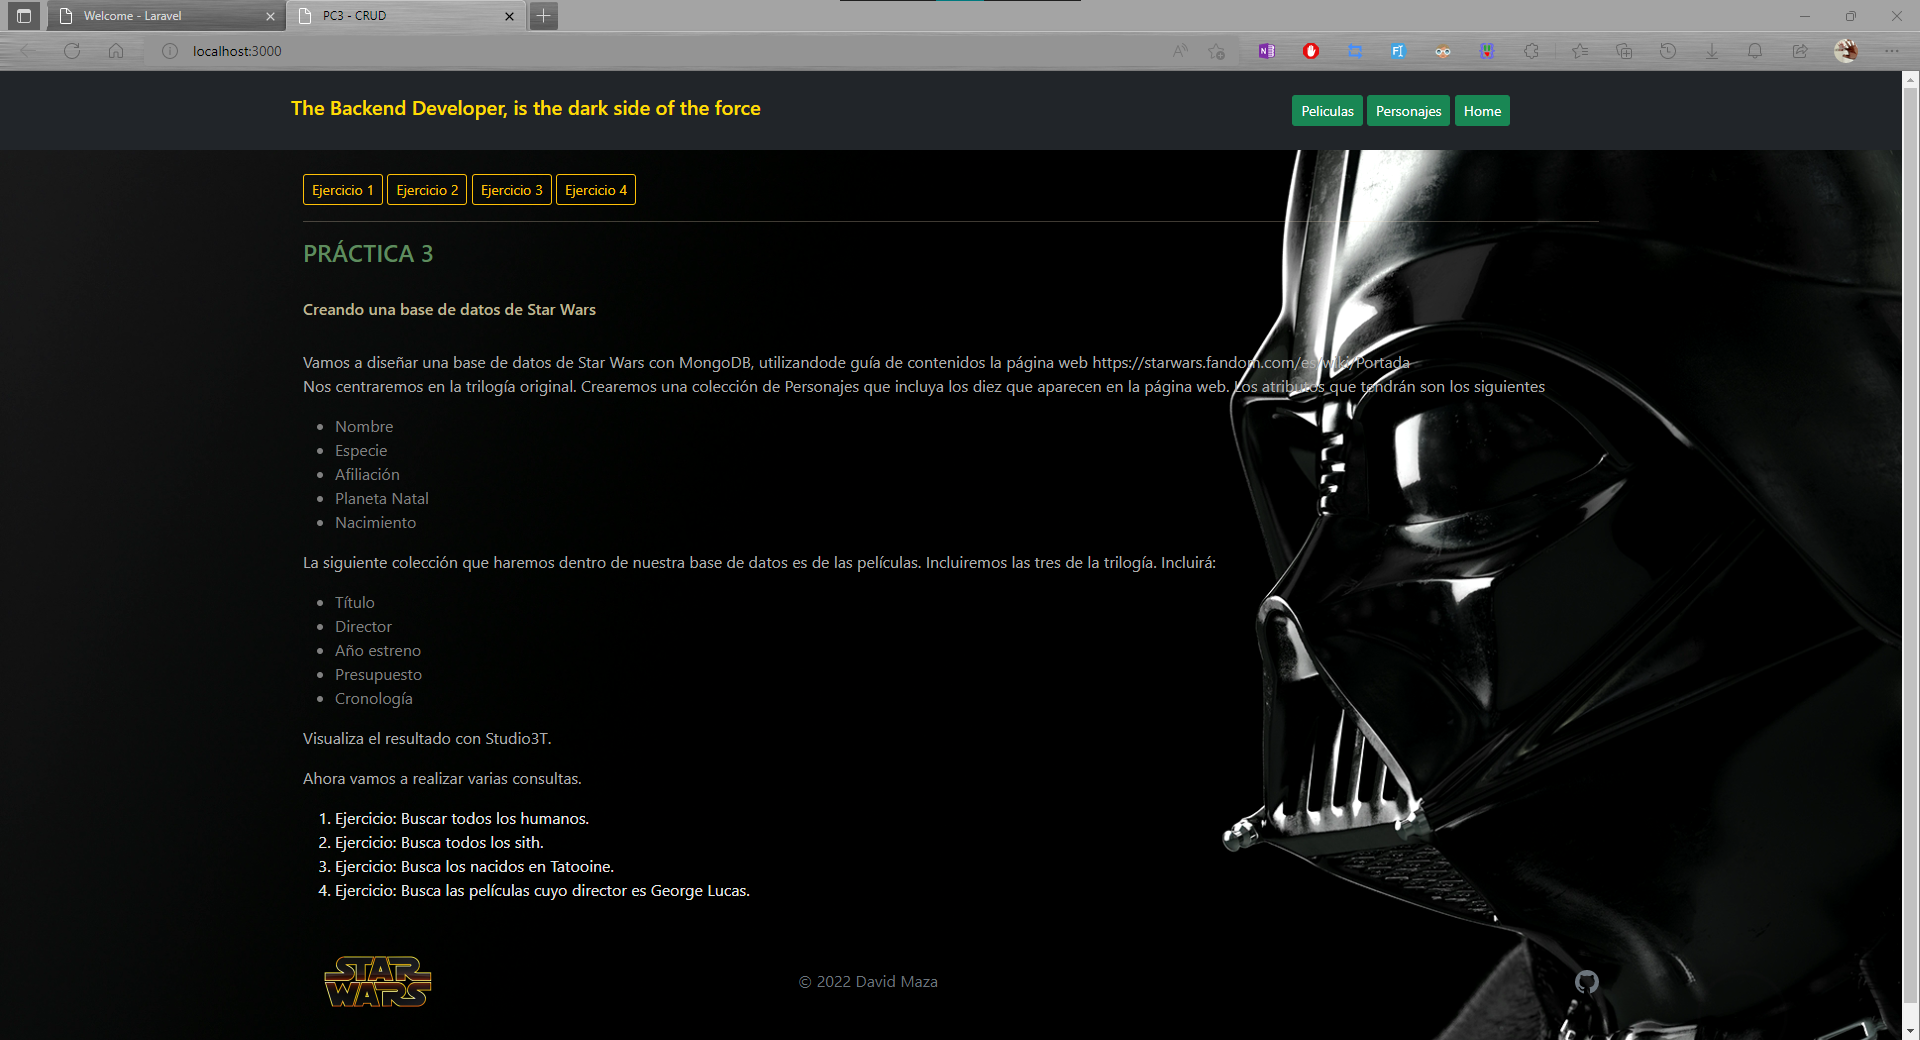 Welcome - Laravel
PC3 - CRUD
localhost:3000
The Backend Developer, is the dark side of the force
Peliculas Personajes Home
Ejercicio 1 Ejercicio 2 Ejercicio 3 Ejercicio 4
PRÁCTICA 3
Creando una base de datos de Star Wars
Vamos a diseñar una base de datos de Star Wars con MongoDB, utilizandode guía de contenidos la página web https://starwars.fandom.com/es/wiki/Portada
Nos centraremos en la trilogía original. Crearemos una colección de Personajes que incluya los diez que aparecen en la página web. Los atributos que tendrán son los siguientes
Nombre
Especie
Afiliación
Planeta Natal
Nacimiento
La siguiente colección que haremos dentro de nuestra base de datos es de las películas. Incluiremos las tres de la trilogía. Incluirá:
Título
Director
Año estreno
Presupuesto
Cronología
Visualiza el resultado con Studio3T.
Ahora vamos a realizar varias consultas.
1. Ejercicio: Buscar todos los humanos.
2. Ejercicio: Busca todos los sith.
3. Ejercicio: Busca los nacidos en Tatooine.
4. Ejercicio: Busca las películas cuyo director es George Lucas.
STAR
WARS
© 2022 David Maza